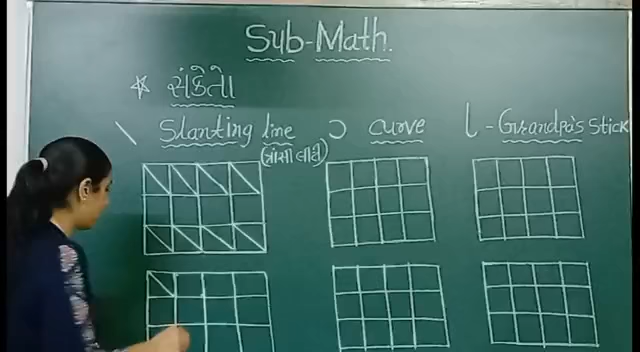 Sub-Math.
☆ સંકેતો
\ Slanting line ɔ curve l - Grandpa's Stick
(ત્રાંસી લાટી)